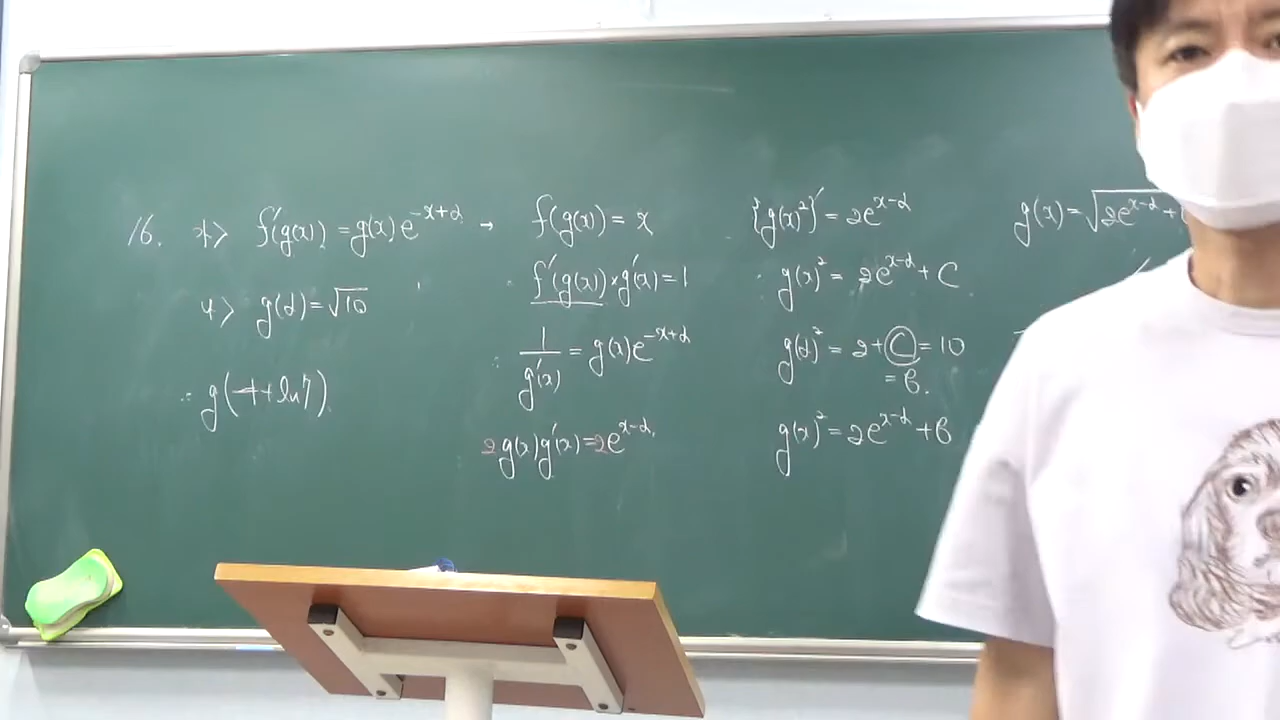 16. 가> f'(g(x)) = g(x)e^{-x+2} →
나> g(2) = √10
∴ g(-4+ln7)
f(g(x)) = x
f'(g(x))×g'(x) = 1
∴ 1/g'(x) = g(x)e^{-x+2}
2g(x)g'(x) = 2e^{x-2}.
{g(x)²}' = 2e^{x-2}
g(x)² = 2e^{x-2} + C
g(2)² = 2+C = 10
= 8.
g(x)² = 2e^{x-2} + 8
g(x) = √2e^{x-2}+